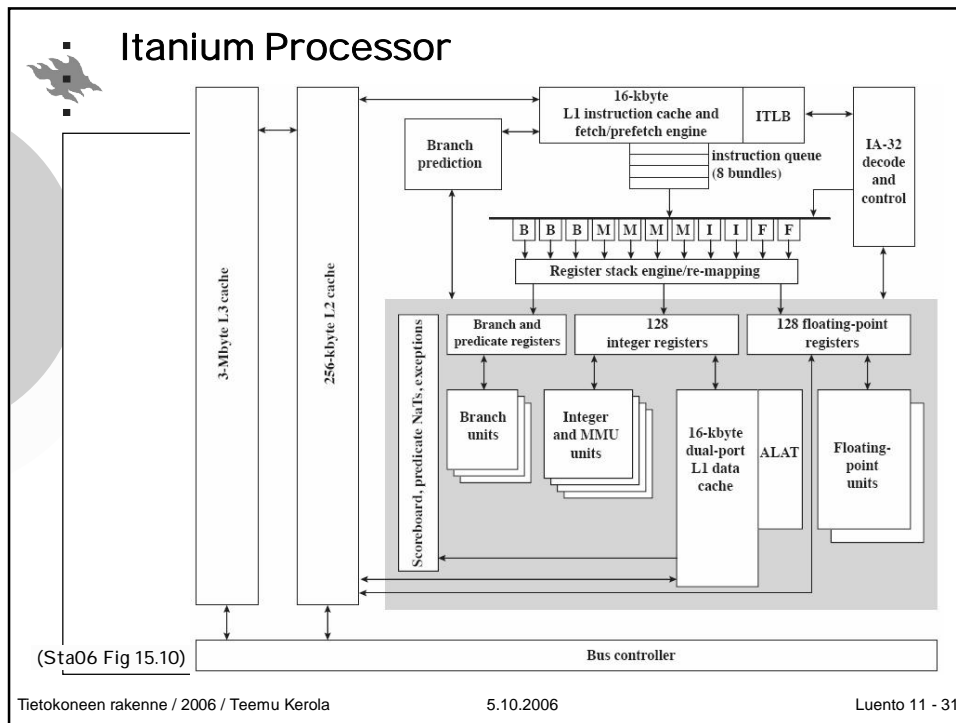 Itanium Processor
16-kbyte
L1 instruction cache and
fetch/prefetch engine
ITLB
IA-32
decode
and
control
Branch
prediction
instruction queue
(8 bundles)
B B B M M M M I I F F
Register stack engine/re-mapping
3-Mbyte L3 cache
256-kbyte L2 cache
Scoreboard, predicate NaTs, exceptions
Branch and
predicate registers
128
integer registers
128 floating-point
registers
Branch
units
Integer
and MMU
units
16-kbyte
dual-port
L1 data
cache
ALAT
Floating-
point
units
Bus controller
(Sta06 Fig 15.10)
Tietokoneen rakenne / 2006 / Teemu Kerola
5.10.2006
Luento 11 - 31